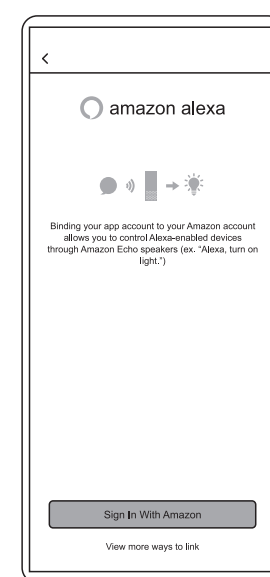 amazon alexa
Binding your app account to your Amazon account
allows you to control Alexa-enabled devices
through Amazon Echo speakers (ex. “Alexa, turn on
light.”)
Sign In With Amazon
View more ways to link